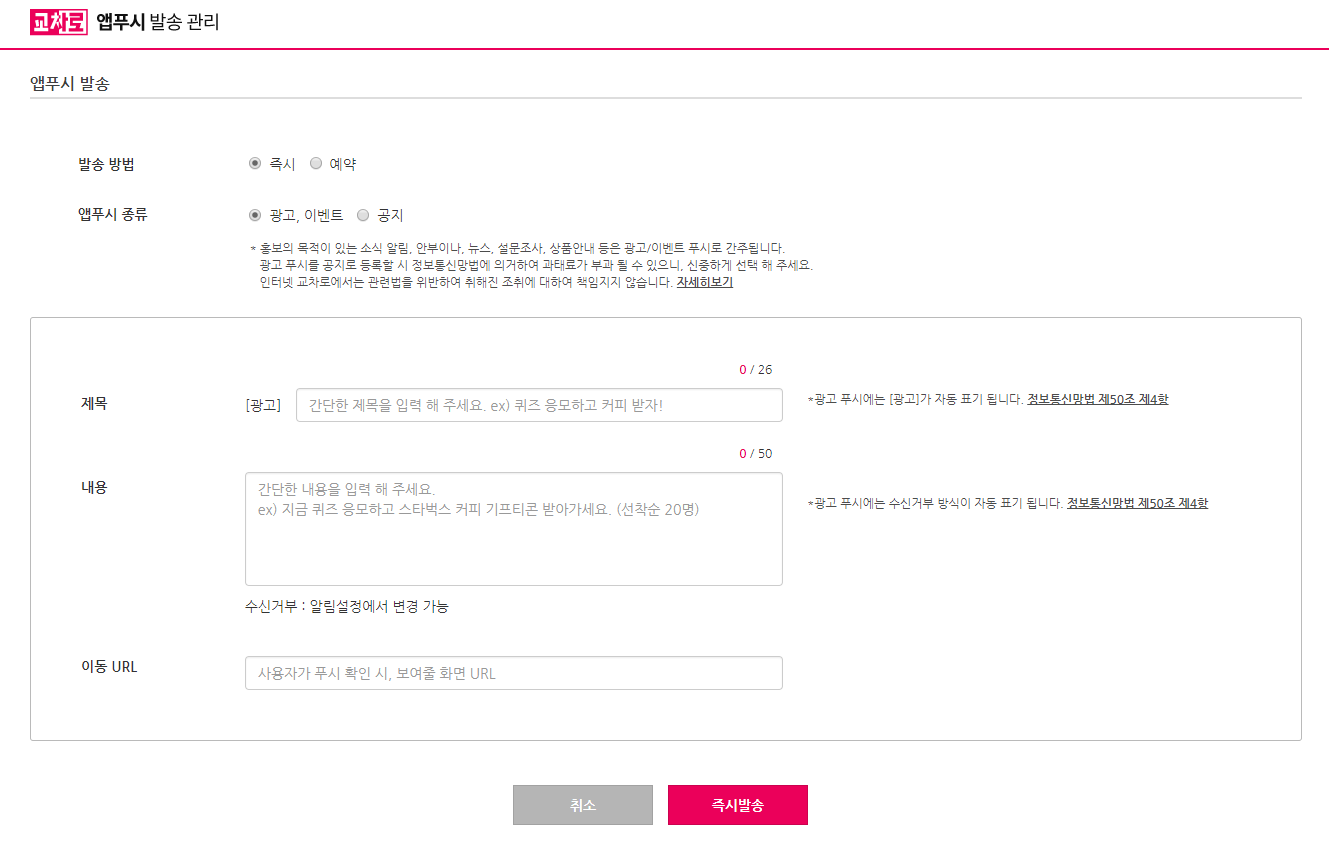 교차로 앱푸시 발송 관리
앱푸시 발송
발송 방법 즉시 예약
앱푸시 종류 광고, 이벤트 공지
* 홍보의 목적이 있는 소식 알림, 안부이나, 뉴스, 설문조사, 상품안내 등은 광고/이벤트 푸시로 간주됩니다.
광고 푸시를 공지로 등록할 시 정보통신망법에 의거하여 과태료가 부과 될 수 있으니, 신중하게 선택 해 주세요.
인터넷 교차로에서는 관련법을 위반하여 취해진 조취에 대하여 책임지지 않습니다. 자세히보기
0 / 26
제목 [광고] 간단한 제목을 입력 해 주세요. ex) 퀴즈 응모하고 커피 받자! *광고 푸시에는 [광고]가 자동 표기 됩니다. 정보통신망법 제50조 제4항
0 / 50
내용 간단한 내용을 입력 해 주세요.
ex) 지금 퀴즈 응모하고 스타벅스 커피 기프티콘 받아가세요. (선착순 20명) *광고 푸시에는 수신거부 방식이 자동 표기 됩니다. 정보통신망법 제50조 제4항
수신거부 : 알림설정에서 변경 가능
이동 URL 사용자가 푸시 확인 시, 보여줄 화면 URL
취소 즉시발송